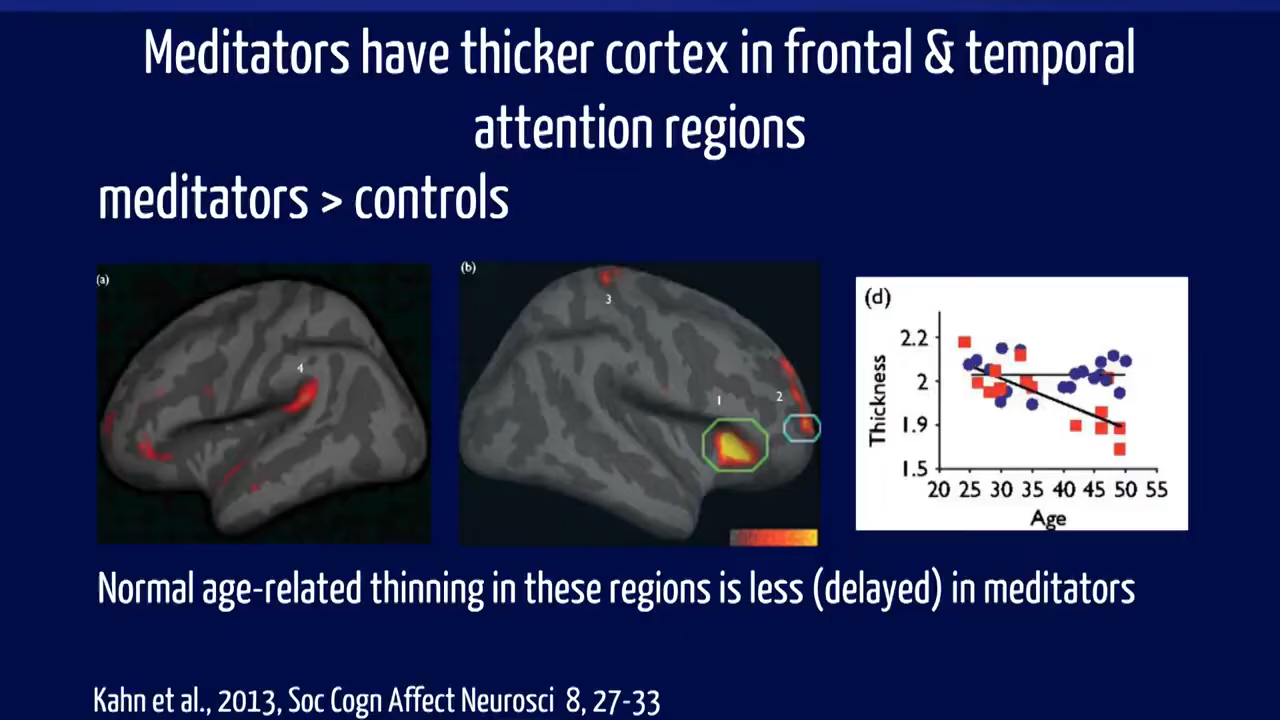 Meditators have thicker cortex in frontal & temporal
attention regions
meditators > controls
(a)
4
(b)
3
1
2
(d)
Thickness
2.2
2
1.9
1.5
20 25 30 35 40 45 50 55
Age
Normal age-related thinning in these regions is less (delayed) in meditators
Kahn et al., 2013, Soc Cogn Affect Neurosci 8, 27-33